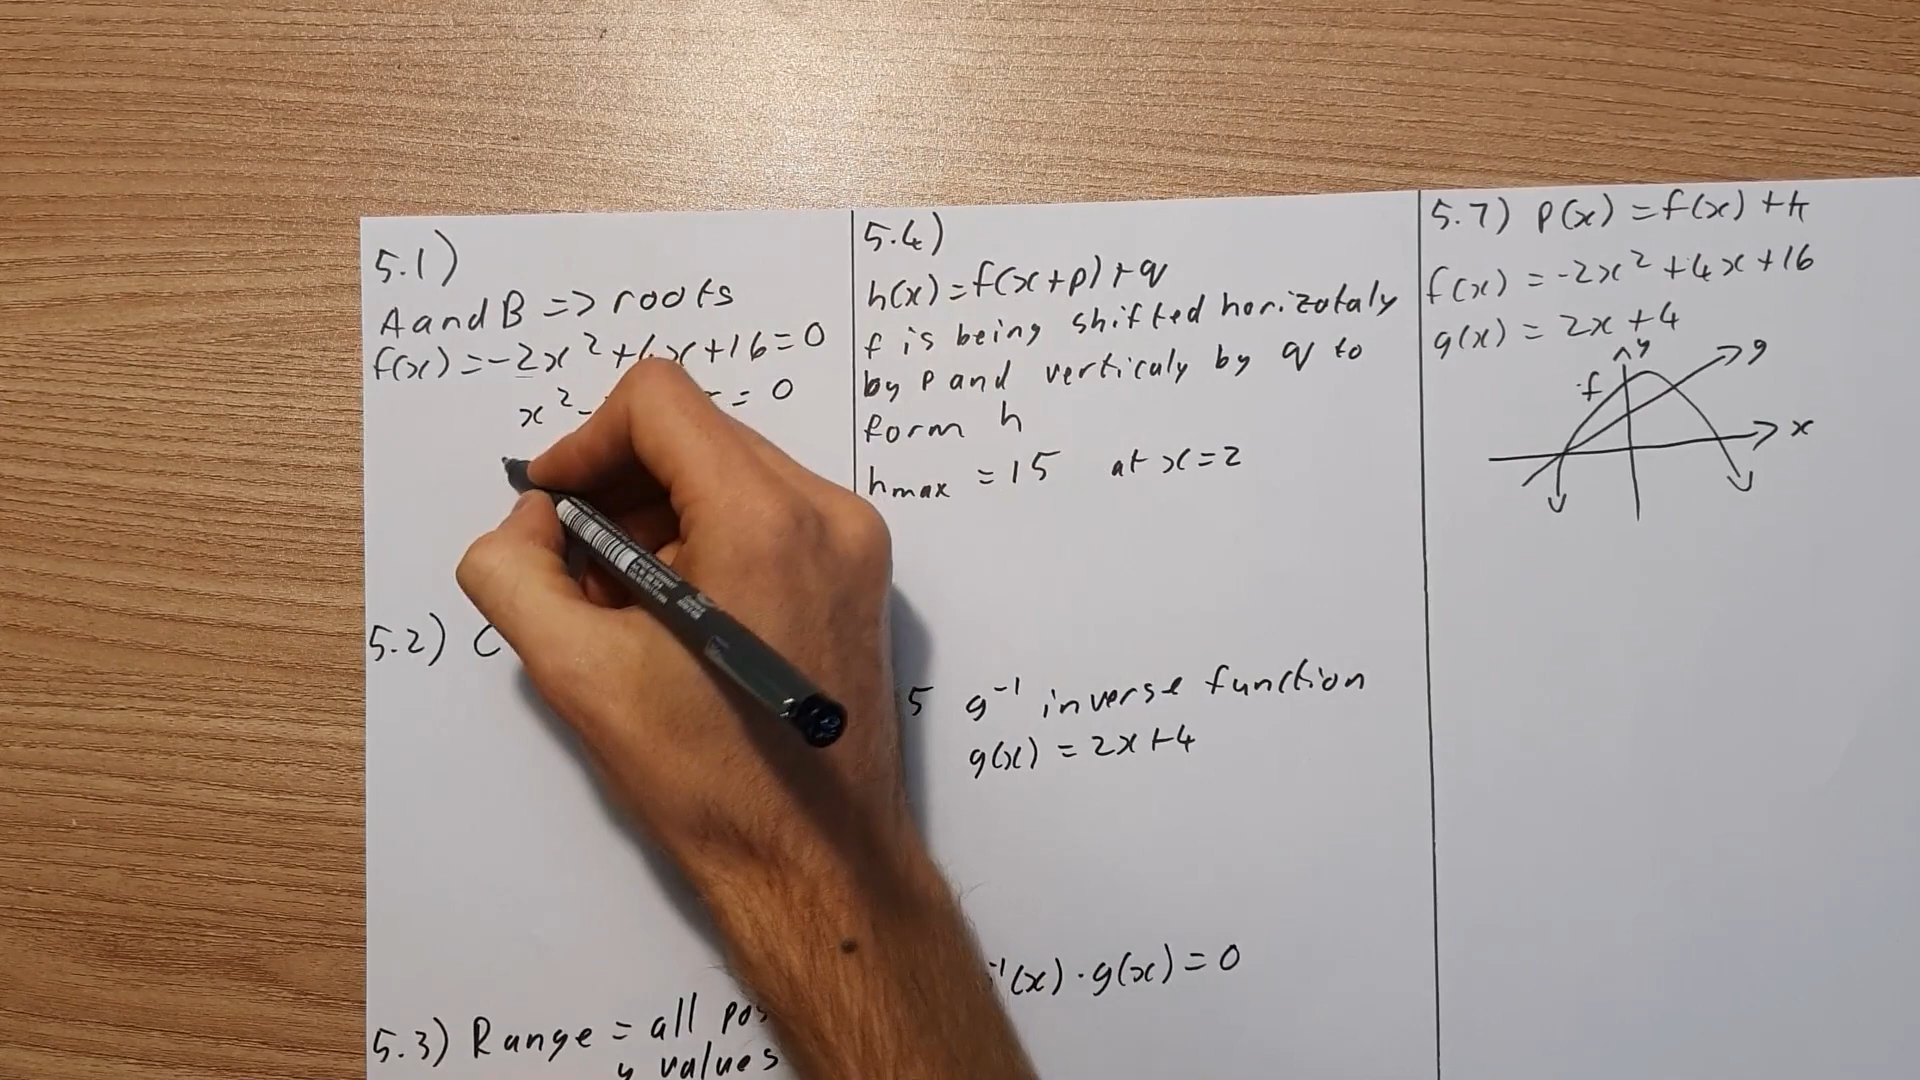 5.1)
A and B => roots
f(x) = -2x² + 4x + 16 = 0
x² - = 0
5.2) C
5.3) Range = all pos
y values
5.4)
h(x) = f(x+p) + q
f is being shifted horizotaly
by p and verticuly by q to
form h
hmax = 15 at x = 2
5 g⁻¹ inverse function
g(x) = 2x + 4
⁻¹(x) · g(x) = 0
5.7) p(x) = f(x) + k
f(x) = -2x² + 4x + 16
g(x) = 2x + 4
y
g
f
x